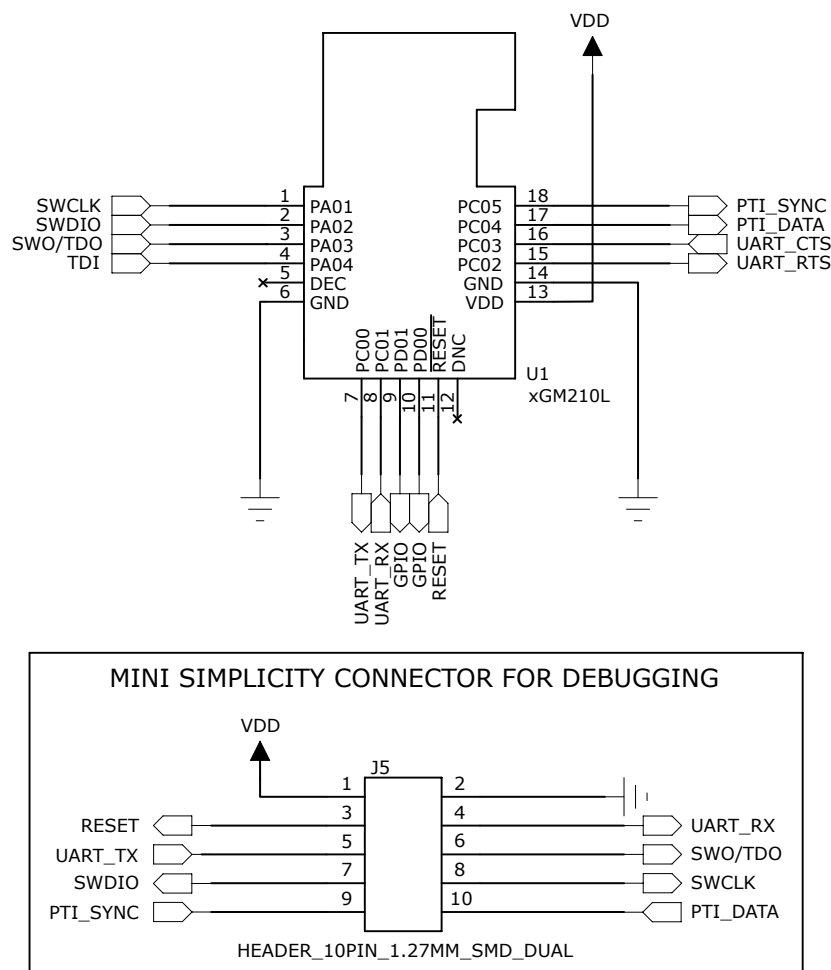 VDD
SWCLK 1 PA01 PC05 18 PTI_SYNC
SWDIO 2 PA02 PC04 17 PTI_DATA
SWO/TDO 3 PA03 PC03 16 UART_CTS
TDI 4 PA04 PC02 15 UART_RTS
5 DEC GND 14
6 GND VDD 13
PC00
PC01
PD01
PD00
RESET
DNC
7
8
9
10
11
12
U1
xGM210L
UART_TX
UART_RX
GPIO
GPIO
RESET
MINI SIMPLICITY CONNECTOR FOR DEBUGGING
VDD
J5
1 2
RESET 3 4 UART_RX
UART_TX 5 6 SWO/TDO
SWDIO 7 8 SWCLK
PTI_SYNC 9 10 PTI_DATA
HEADER_10PIN_1.27MM_SMD_DUAL